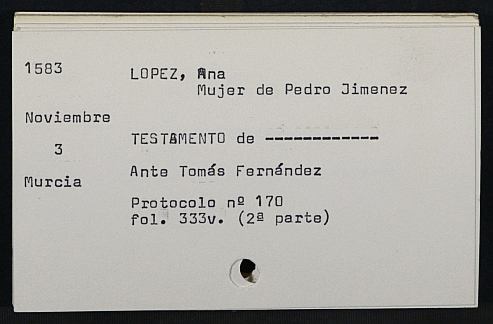 1583
LOPEZ, Ana
Mujer de Pedro Jimenez
Noviembre
3
TESTAMENTO de ------------
Murcia
Ante Tomás Fernández
Protocolo nº 170
fol. 333v. (2ª parte)